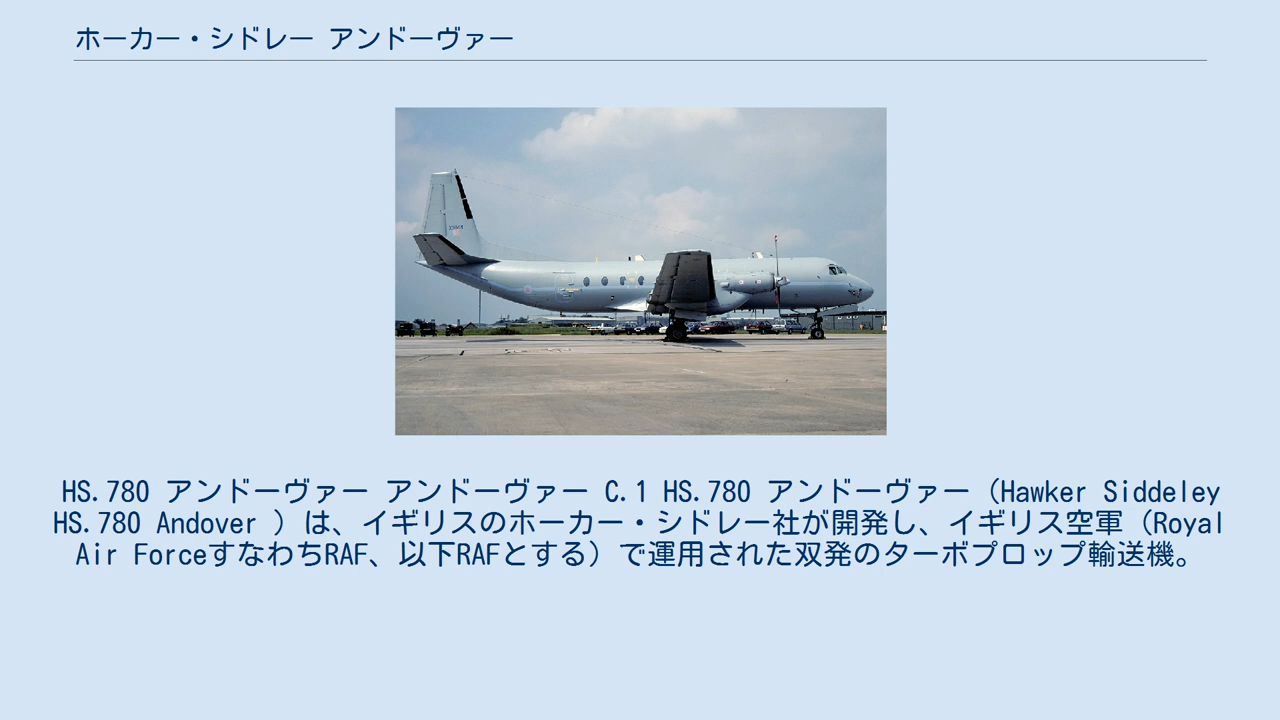 ホーカー・シドレー アンドーヴァー
HS.780 アンドーヴァー アンドーヴァー C.1 HS.780 アンドーヴァー（Hawker Siddeley
HS.780 Andover ）は、イギリスのホーカー・シドレー社が開発し、イギリス空軍（Royal
Air ForceすなわちRAF、以下RAFとする）で運用された双発のターボプロップ輸送機。